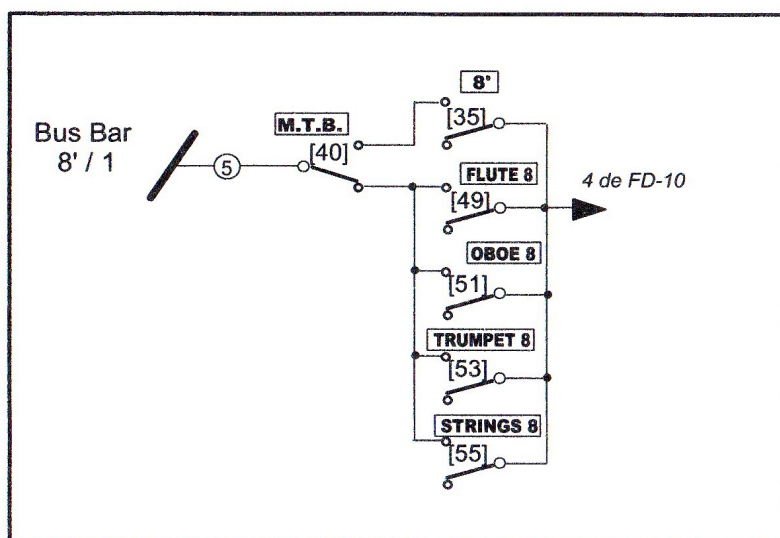 8'
[35]
M.T.B.
[40]
Bus Bar
8' / 1
5
FLUTE 8
[49]
4 de FD-10
OBOE 8
[51]
TRUMPET 8
[53]
STRINGS 8
[55]